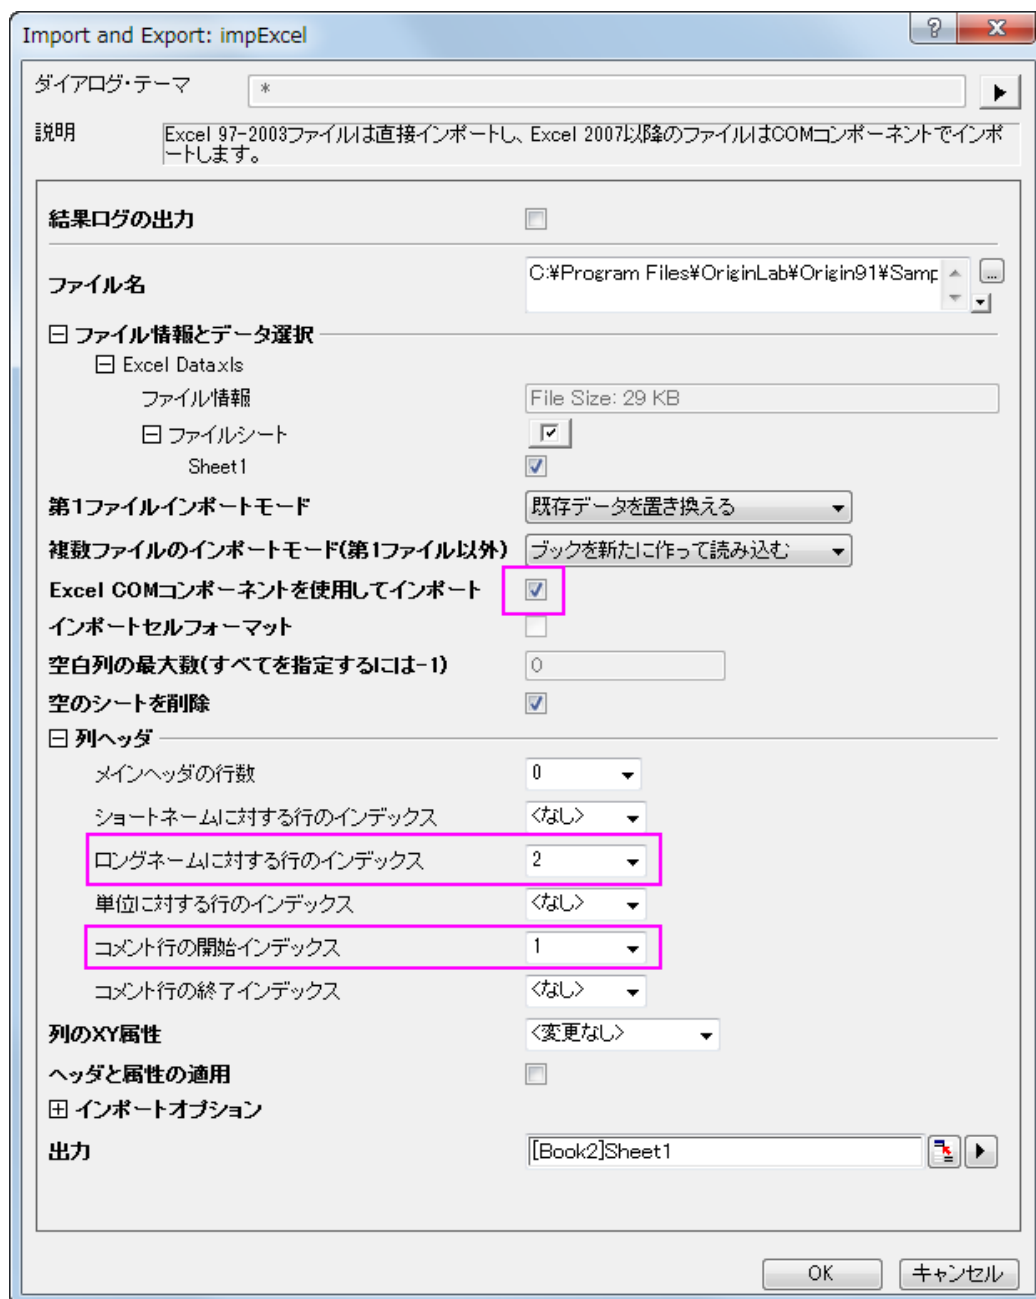 Import and Export: impExcel
ダイアログ・テーマ *
説明 Excel 97-2003ファイルは直接インポートし、Excel 2007以降のファイルはCOMコンポーネントでインポ
ートします。
結果ログの出力
ファイル名 C:¥Program Files¥OriginLab¥Origin91¥Samp ...
ファイル情報とデータ選択
Excel Data.xls
ファイル情報 File Size: 29 KB
ファイルシート
Sheet1
第1ファイルインポートモード 既存データを置き換える
複数ファイルのインポートモード(第1ファイル以外) ブックを新たに作って読み込む
Excel COMコンポーネントを使用してインポート
インポートセルフォーマット
空白列の最大数(すべてを指定するには-1) 0
空のシートを削除
列ヘッダ
メインヘッダの行数 0
ショートネームに対する行のインデックス <なし>
ロングネームに対する行のインデックス 2
単位に対する行のインデックス <なし>
コメント行の開始インデックス 1
コメント行の終了インデックス <なし>
列のXY属性 <変更なし>
ヘッダと属性の適用
インポートオプション
出力 [Book2]Sheet1
OK キャンセル